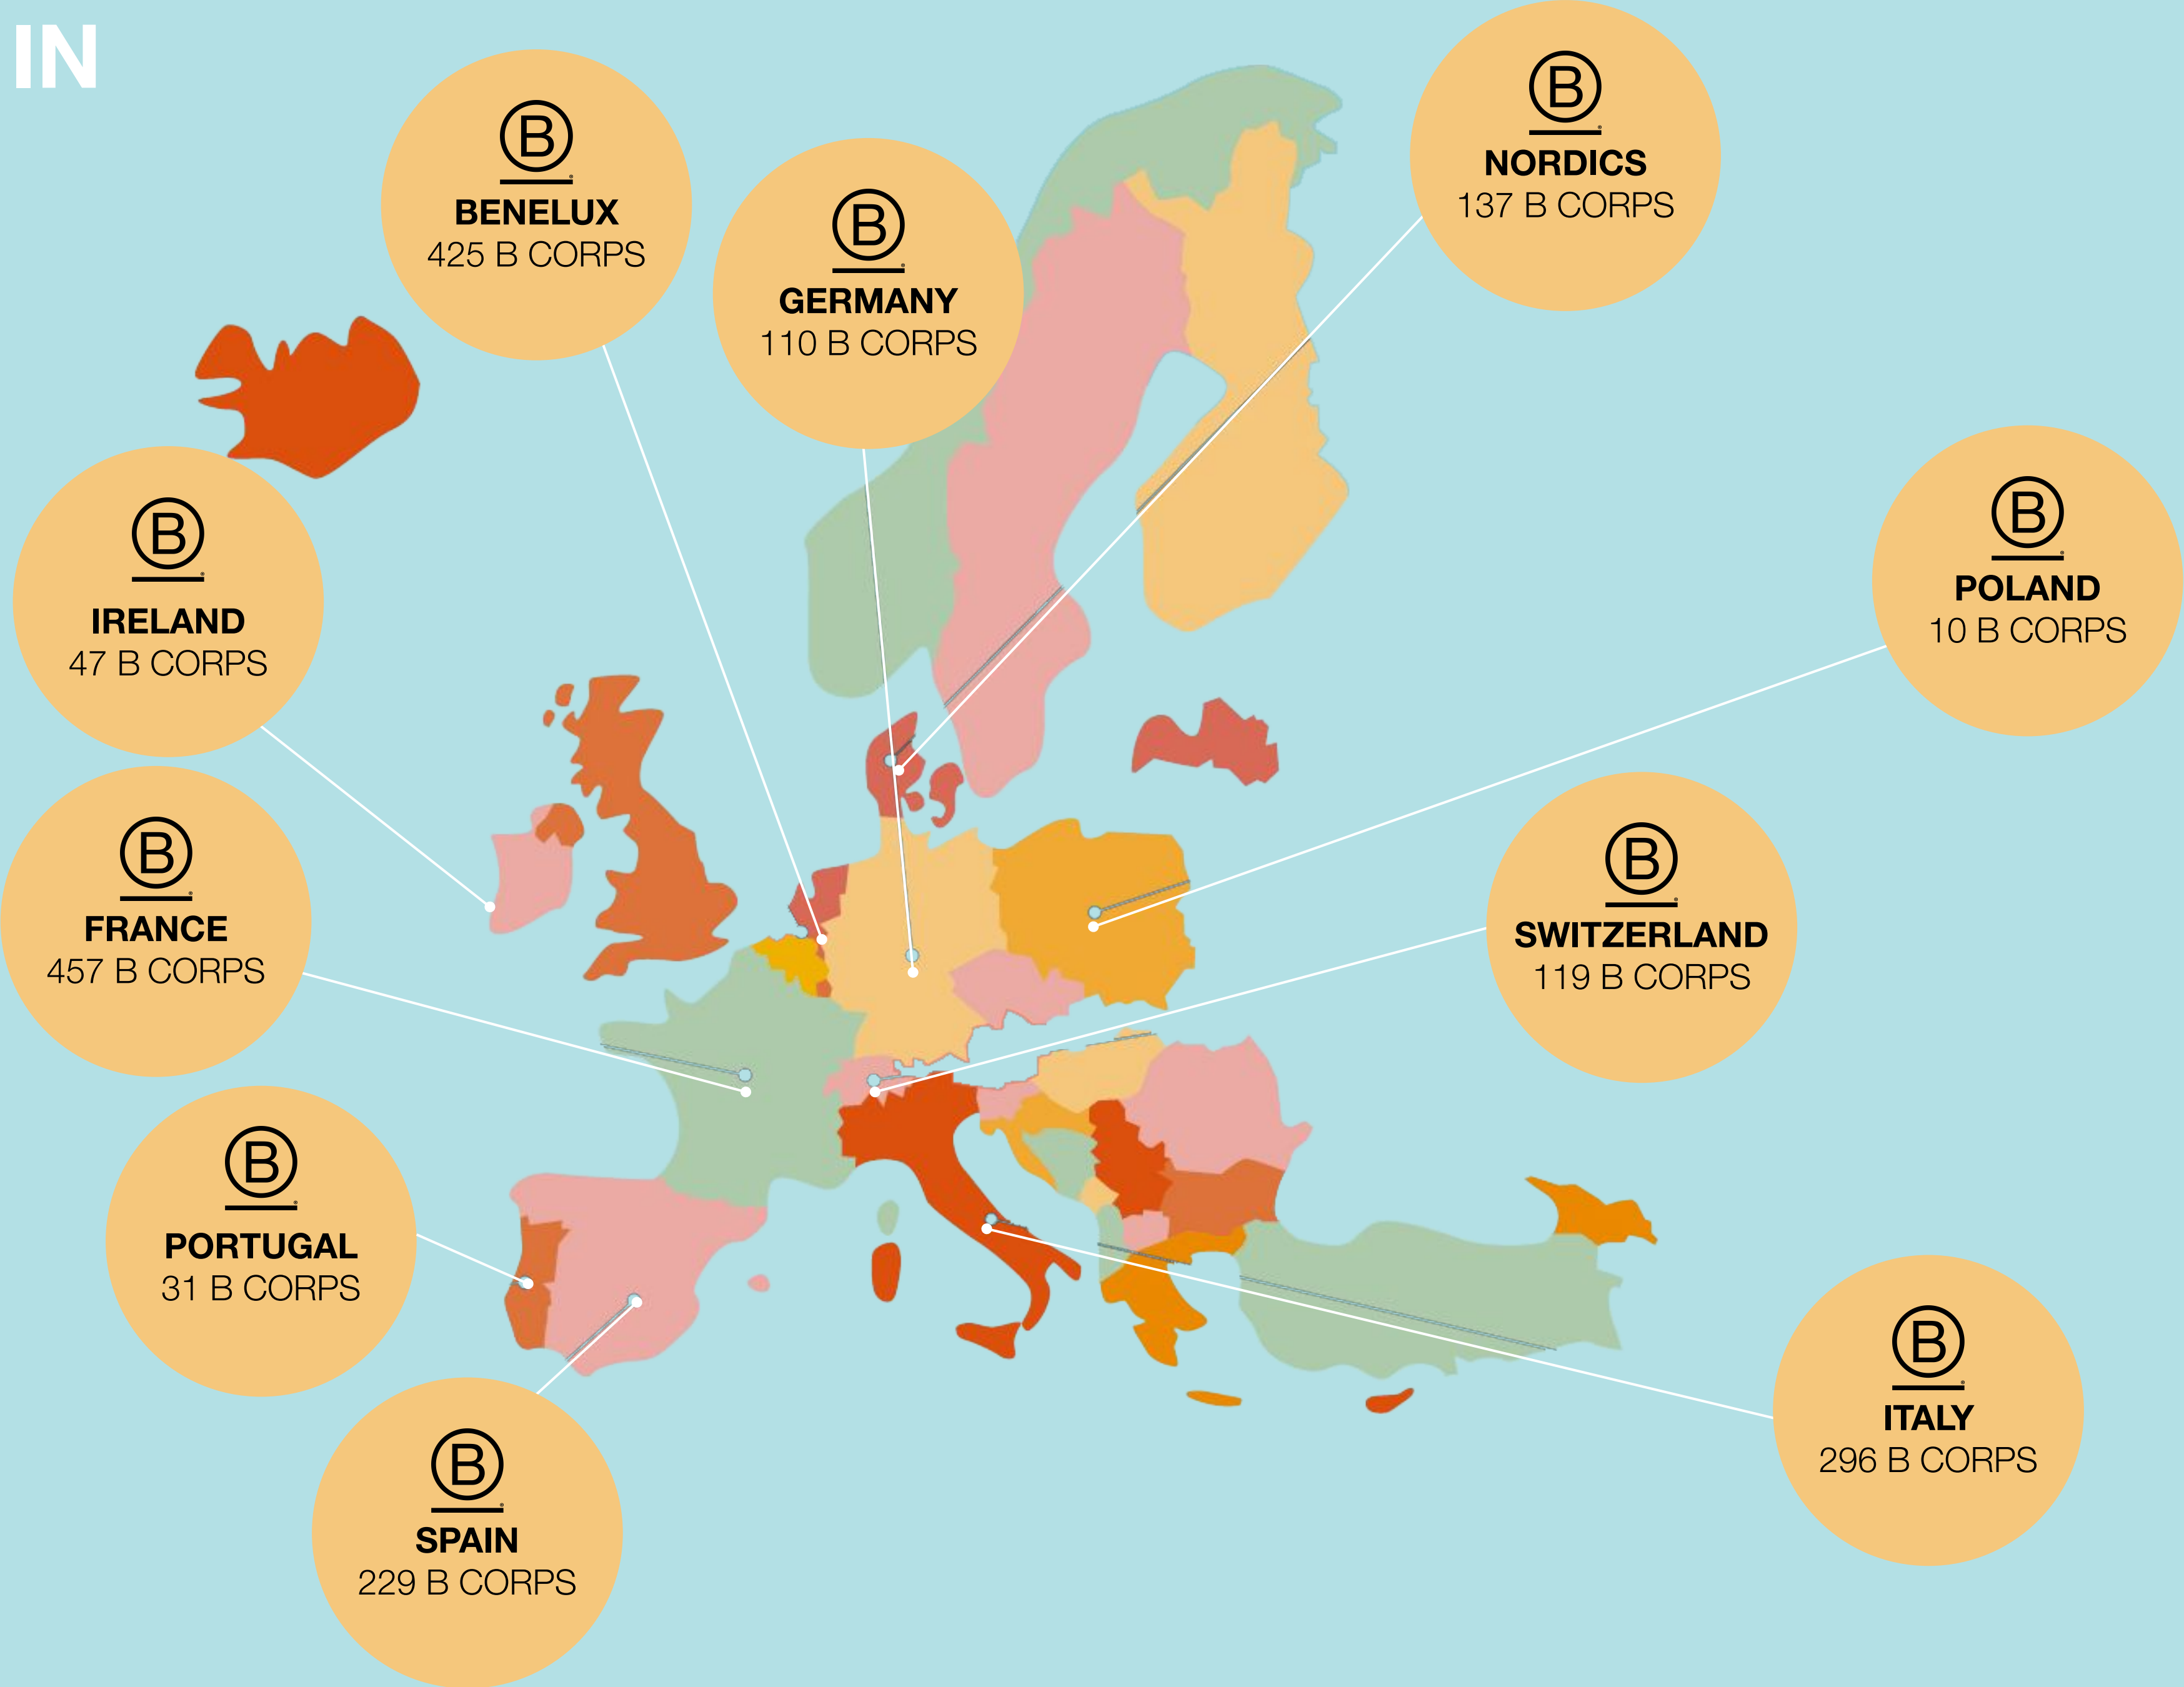 IN
B
BENELUX
425 B CORPS
B
GERMANY
110 B CORPS
B
NORDICS
137 B CORPS
B
IRELAND
47 B CORPS
B
POLAND
10 B CORPS
B
FRANCE
457 B CORPS
B
SWITZERLAND
119 B CORPS
B
PORTUGAL
31 B CORPS
B
ITALY
296 B CORPS
B
SPAIN
229 B CORPS